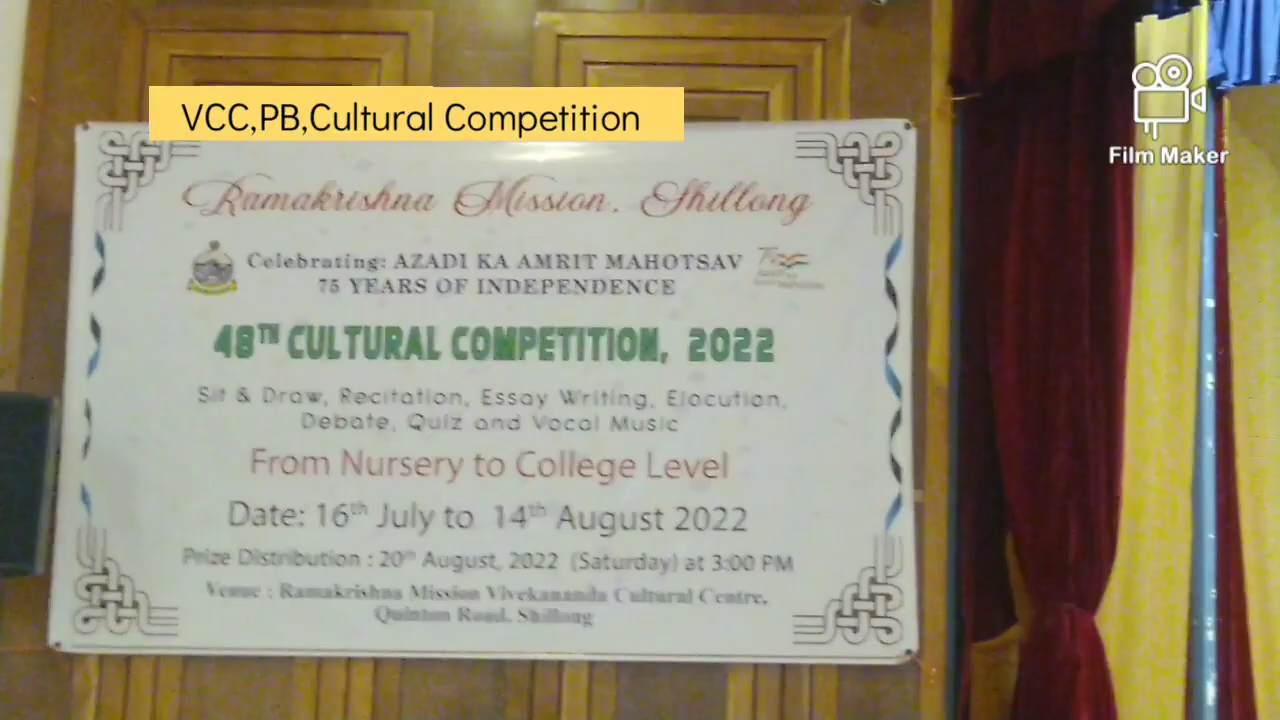 VCC,PB,Cultural Competition
Film Maker
Ramakrishna Mission. Shillong
Celebrating: AZADI KA AMRIT MAHOTSAV
75 YEARS OF INDEPENDENCE
48TH CULTURAL COMPETITION, 2022
Sit & Draw, Recitation, Essay Writing, Elocution,
Debate, Quiz and Vocal Music
From Nursery to College Level
Date: 16th July to 14th August 2022
Prize Distribution : 20th August, 2022 (Saturday) at 3:00 PM
Venue : Ramakrishna Mission Vivekananda Cultural Centre,
Quinton Road, Shillong